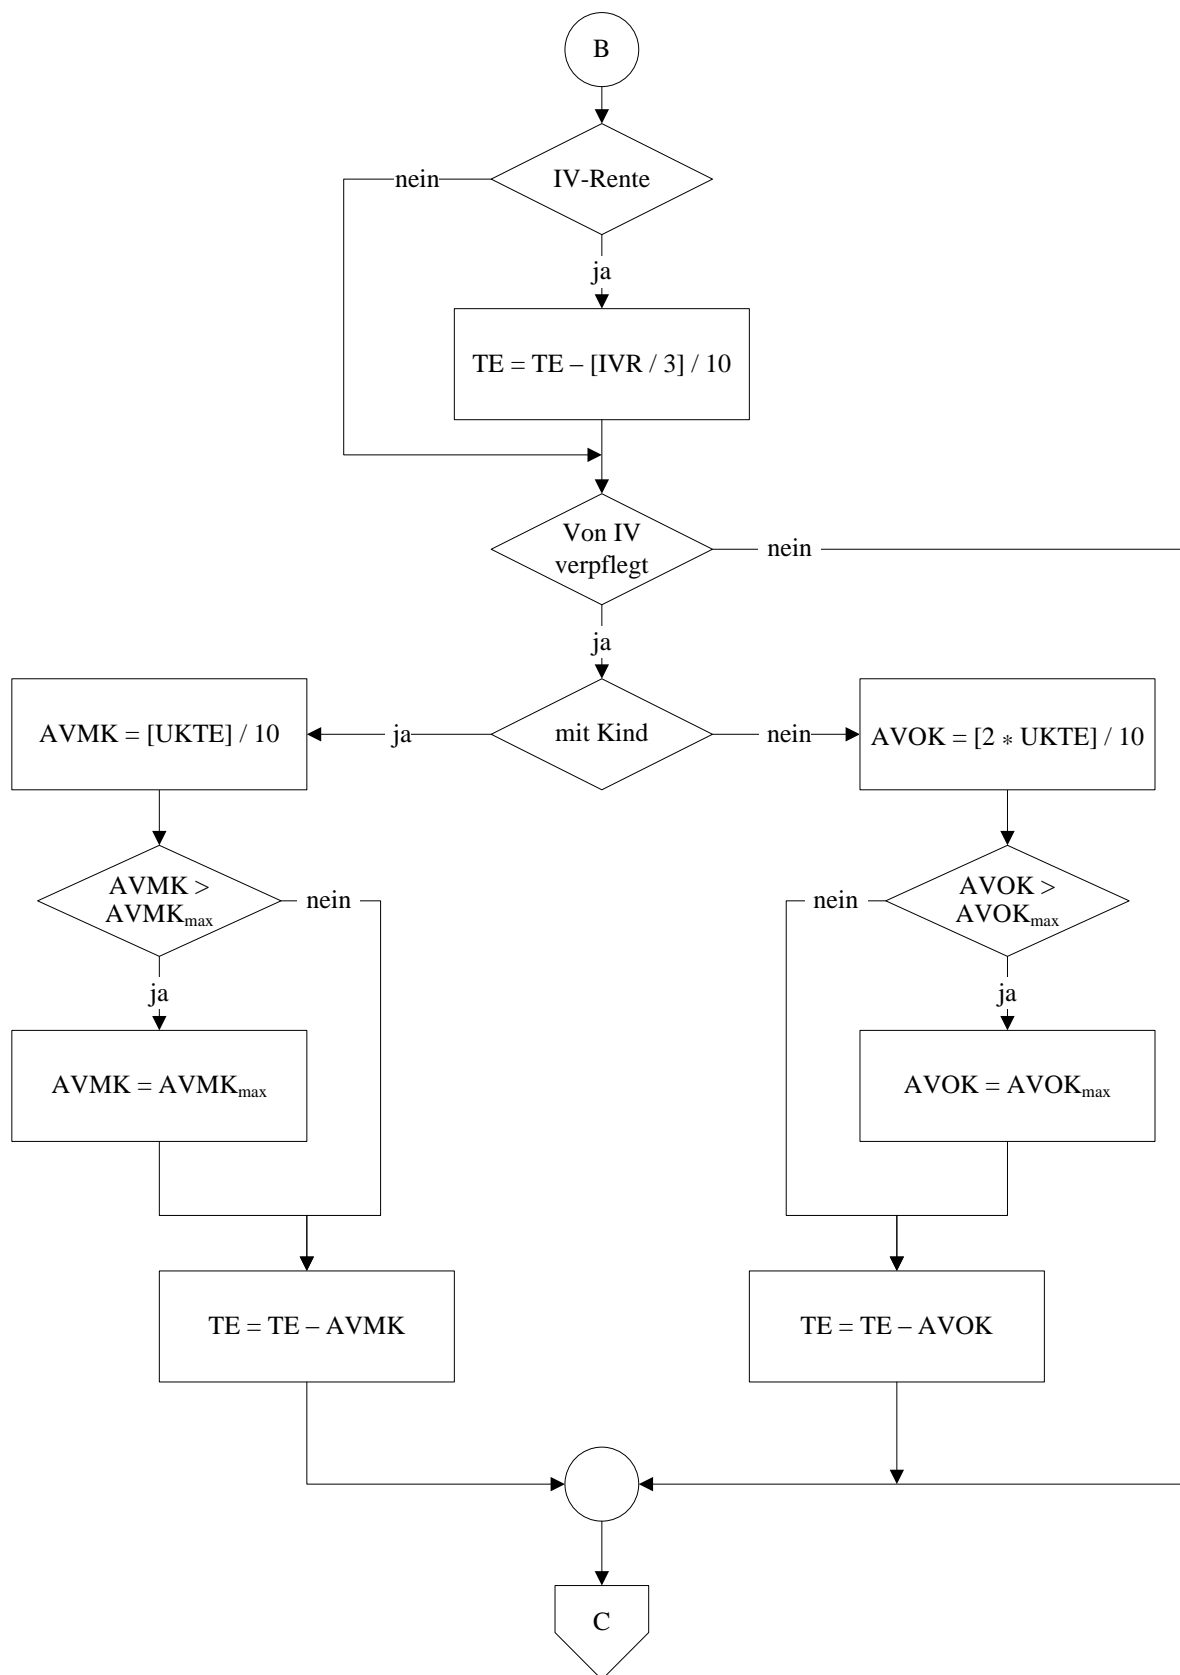 B
IV-Rente
nein
ja
TE = TE – [IVR / 3] / 10
Von IV
verpflegt
nein
ja
AVMK = [UKTE] / 10
ja
mit Kind
nein
AVOK = [2 * UKTE] / 10
AVMK >
AVMKmax
nein
ja
AVMK = AVMKmax
nein
AVOK >
AVOKmax
ja
AVOK = AVOKmax
TE = TE – AVMK
TE = TE – AVOK
C